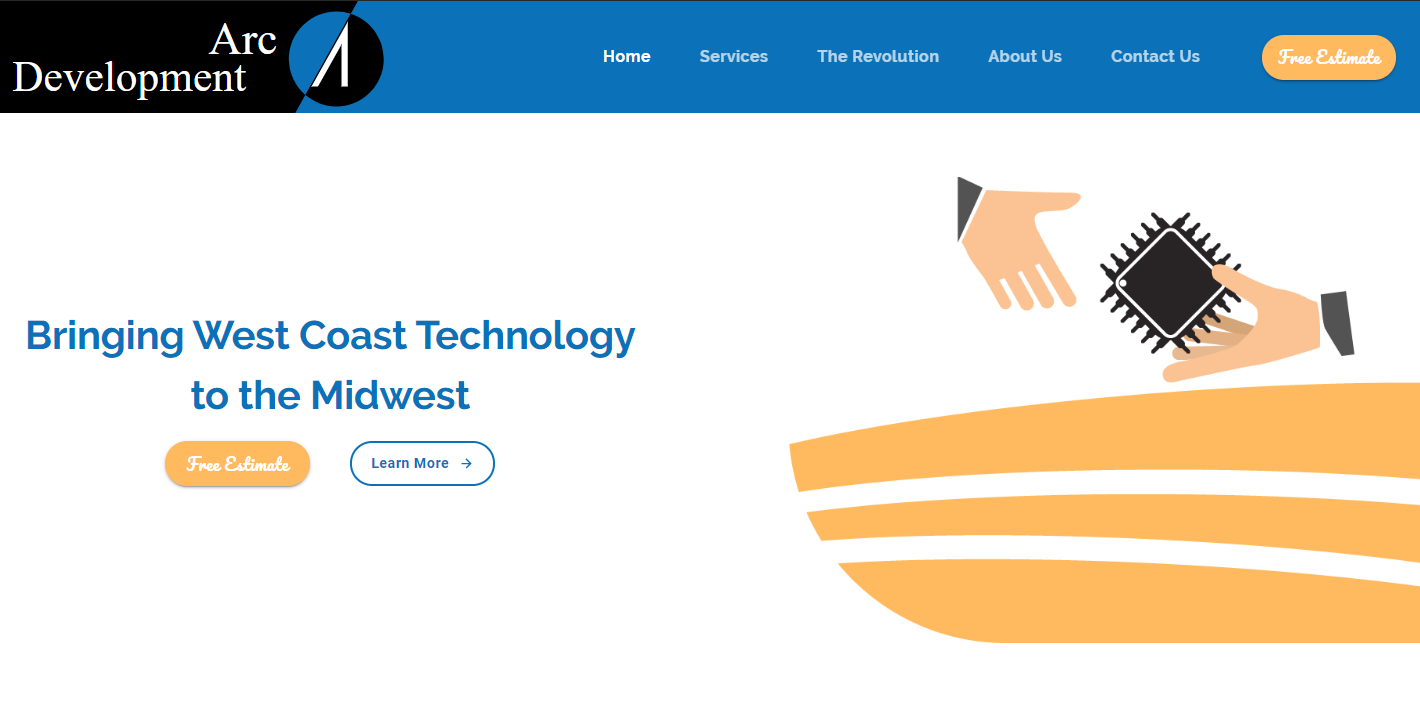 Arc
Development
Home Services The Revolution About Us Contact Us Free Estimate
Bringing West Coast Technology
to the Midwest
Free Estimate Learn More →